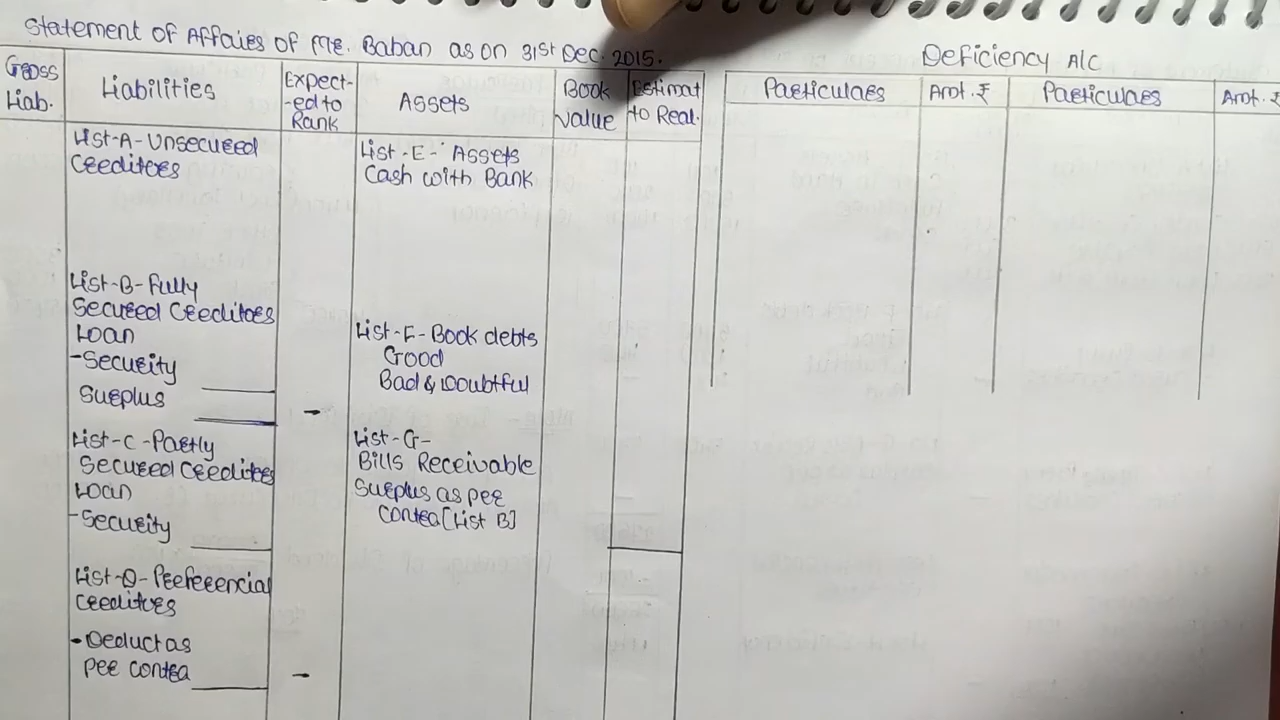 Statement of Affairs of Mr. Baban as on 31st Dec. 2015.
Gross
Liab.
Liabilities
Expect-
-ed to
Rank
Assets
Book
Value
Estimat
to Real.
List-A-Unsecured
Creditors
List-B-Fully
Secured Creditors
Loan
-Security
Surplus
-
List-C-Partly
Secured Creditors
Loan
-Security
List-D-Preferencial
Creditors
-Deduct as
per contra
-
List-E- Assets
Cash with Bank
List-F-Book debts
Good
Bad & Doubtful
List-G-
Bills Receivable
Surplus as per
contra [List B]
Deficiency A/C
Particulars
Amt. ₹
Particulars
Amt. ₹